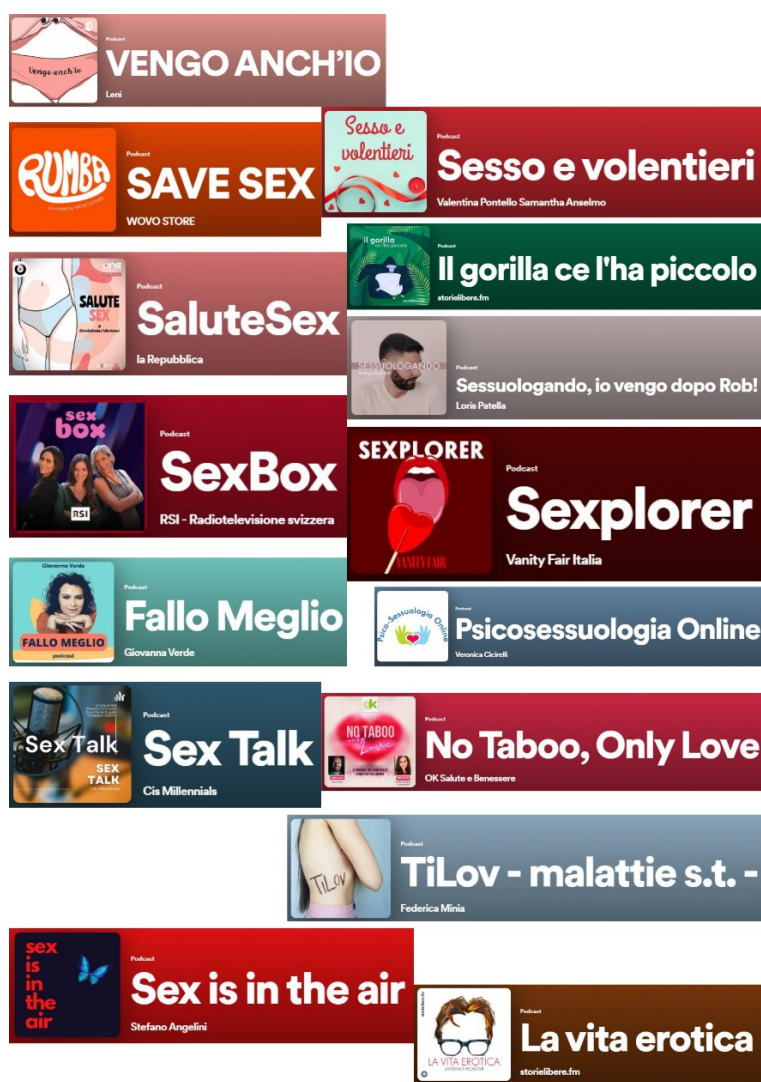 Vengo anch'io
Podcast
VENGO ANCH'IO
Leni
RUMBA
Podcast
SAVE SEX
WOVO STORE
Sesso e
volentieri
Podcast
Sesso e volentieri
Valentina Pontello Samantha Anselmo
il gorilla
ce l'ha piccolo
Podcast
Il gorilla ce l'ha piccolo
storielibere.fm
one
SALUTE
SEX
Podcast
SaluteSex
la Repubblica
SESSUOLOGANDO
Podcast
Sessuologando, io vengo dopo Rob!
Loris Patella
sex
box
RSI
Podcast
SexBox
RSI - Radiotelevisione svizzera
SEXPLORER
VANITY FAIR
Podcast
Sexplorer
Vanity Fair Italia
Giovanna Verde
FALLO MEGLIO
podcast
Podcast
Fallo Meglio
Giovanna Verde
Psico-Sessuologia Online
Podcast
Psicosessuologia Online
Veronica Cicirelli
Sex Talk
SEX
TALK
Podcast
Sex Talk
Cis Millennials
ok
NO TABOO
only
Love
Podcast
No Taboo, Only Love
OK Salute e Benessere
TiLov
Podcast
TiLov - malattie s.t. -
Federica Minia
sex
is
in
the
air
Podcast
Sex is in the air
Stefano Angelini
LA VITA EROTICA
Podcast
La vita erotica
storielibere.fm